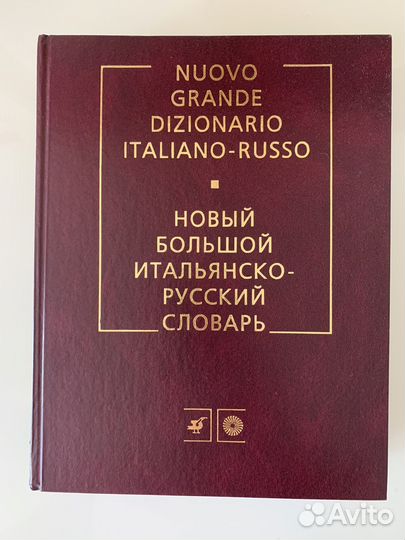 NUOVO
GRANDE
DIZIONARIO
ITALIANO-RUSSO
НОВЫЙ
БОЛЬШОЙ
ИТАЛЬЯНСКО-
РУССКИЙ
СЛОВАРЬ
Avito